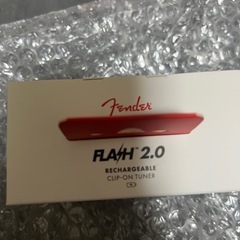 Fender
FLASH 2.0
RECHARGEABLE
CLIP-ON TUNER